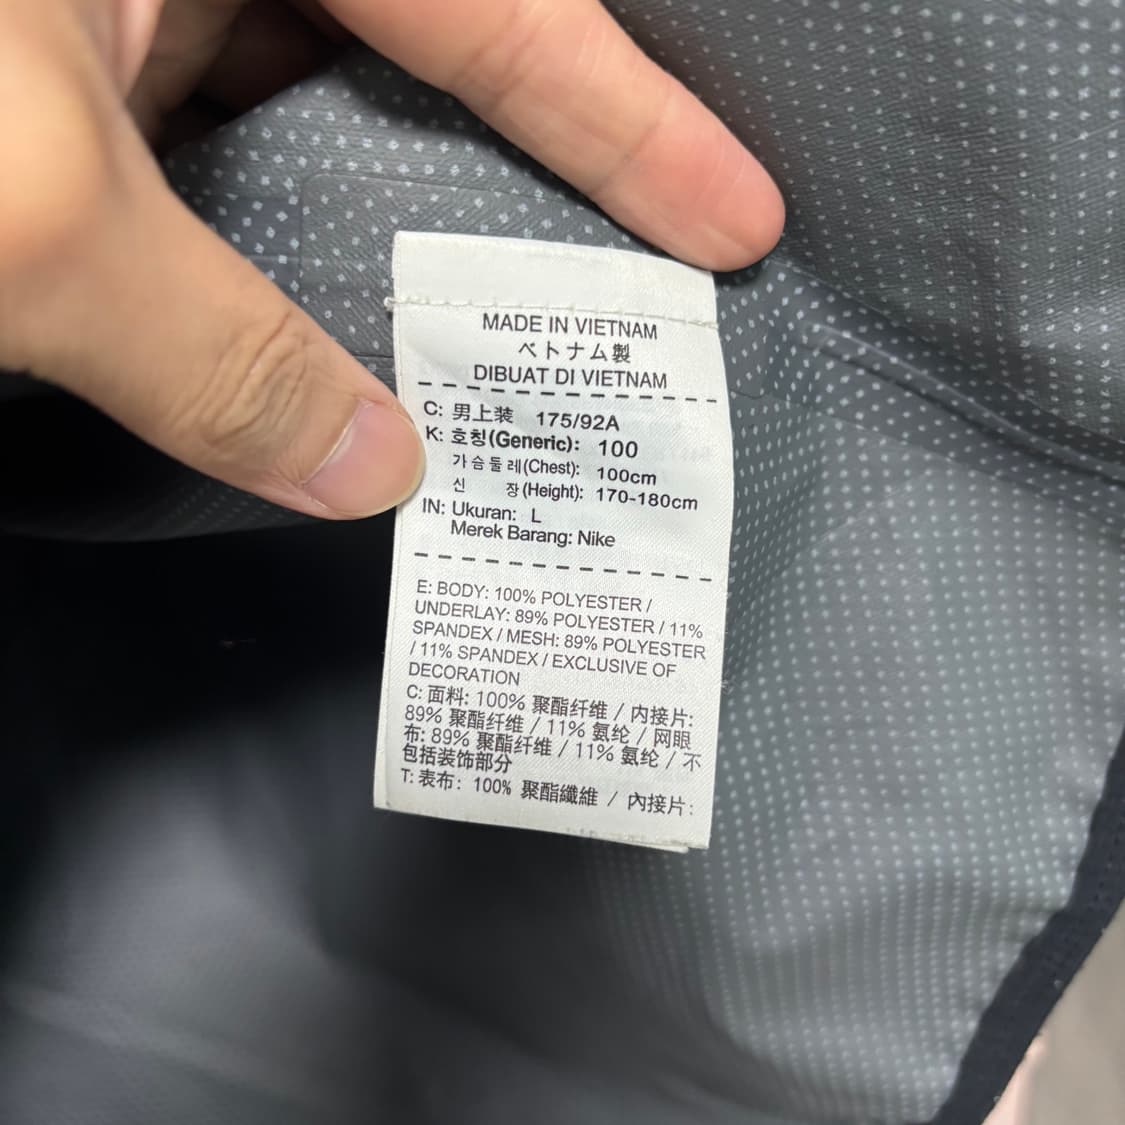 MADE IN VIETNAM
ベトナム製
DIBUAT DI VIETNAM
C: 男上装 175/92A
K: 호칭(Generic): 100
가슴둘레(Chest): 100cm
신 장(Height): 170-180cm
IN: Ukuran: L
Merek Barang: Nike
E: BODY: 100% POLYESTER /
UNDERLAY: 89% POLYESTER / 11%
SPANDEX / MESH: 89% POLYESTER
/ 11% SPANDEX / EXCLUSIVE OF
DECORATION
C: 面料: 100% 聚酯纤维 / 内接片:
89% 聚酯纤维 / 11% 氨纶 / 网眼
布: 89% 聚酯纤维 / 11% 氨纶 / 不
包括装饰部分
T: 表布: 100% 聚酯纖維 / 內接片: